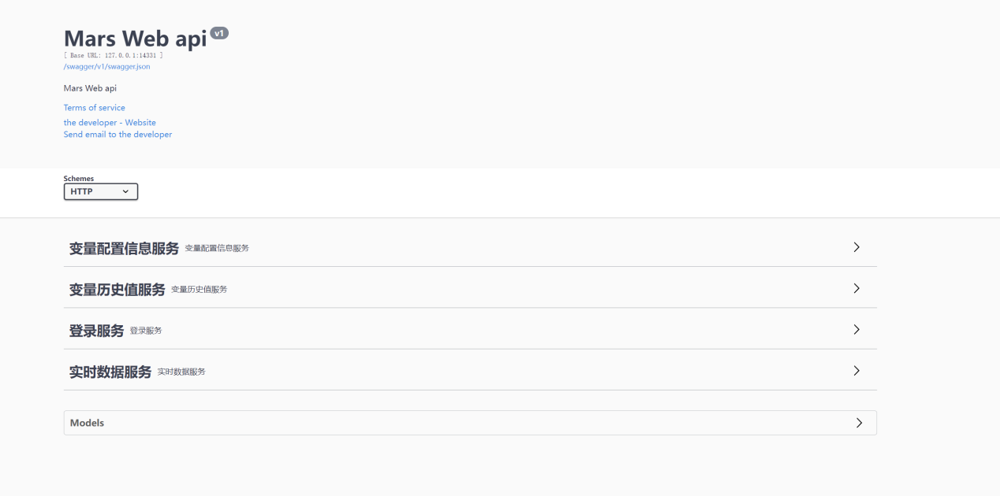 Mars Web api v1
[ Base URL: 127.0.0.1:14331 ]
/swagger/v1/swagger.json
Mars Web api
Terms of service
the developer - Website
Send email to the developer
Schemes
HTTP
变量配置信息服务 变量配置信息服务
变量历史值服务 变量历史值服务
登录服务 登录服务
实时数据服务 实时数据服务
Models